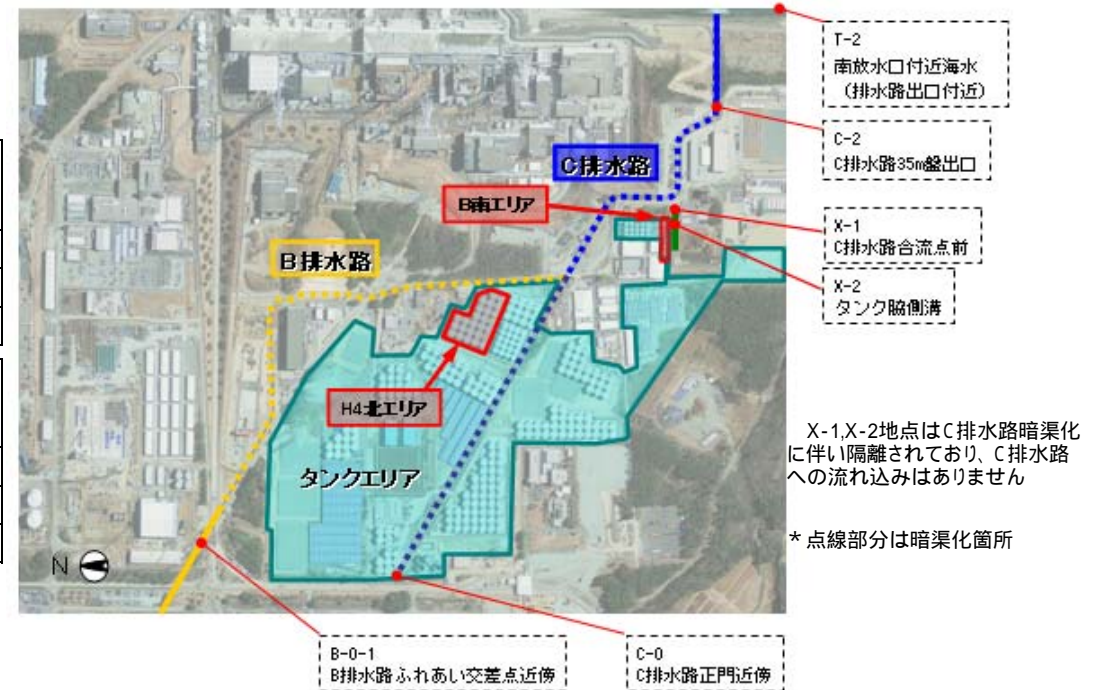 T-2
南放水口付近海水
（排水路出口付近）
C-2
C排水路35m盤出口
C排水路
B南エリア
X-1
C排水路合流点前
B排水路
X-2
タンク脇側溝
H4北エリア
X-1,X-2地点はC排水路暗渠化
に伴い隔離されており、C排水路
への流れ込みはありません
タンクエリア
*点線部分は暗渠化箇所
N
B-0-1
B排水路ふれあい交差点近傍
C-0
C排水路正門近傍